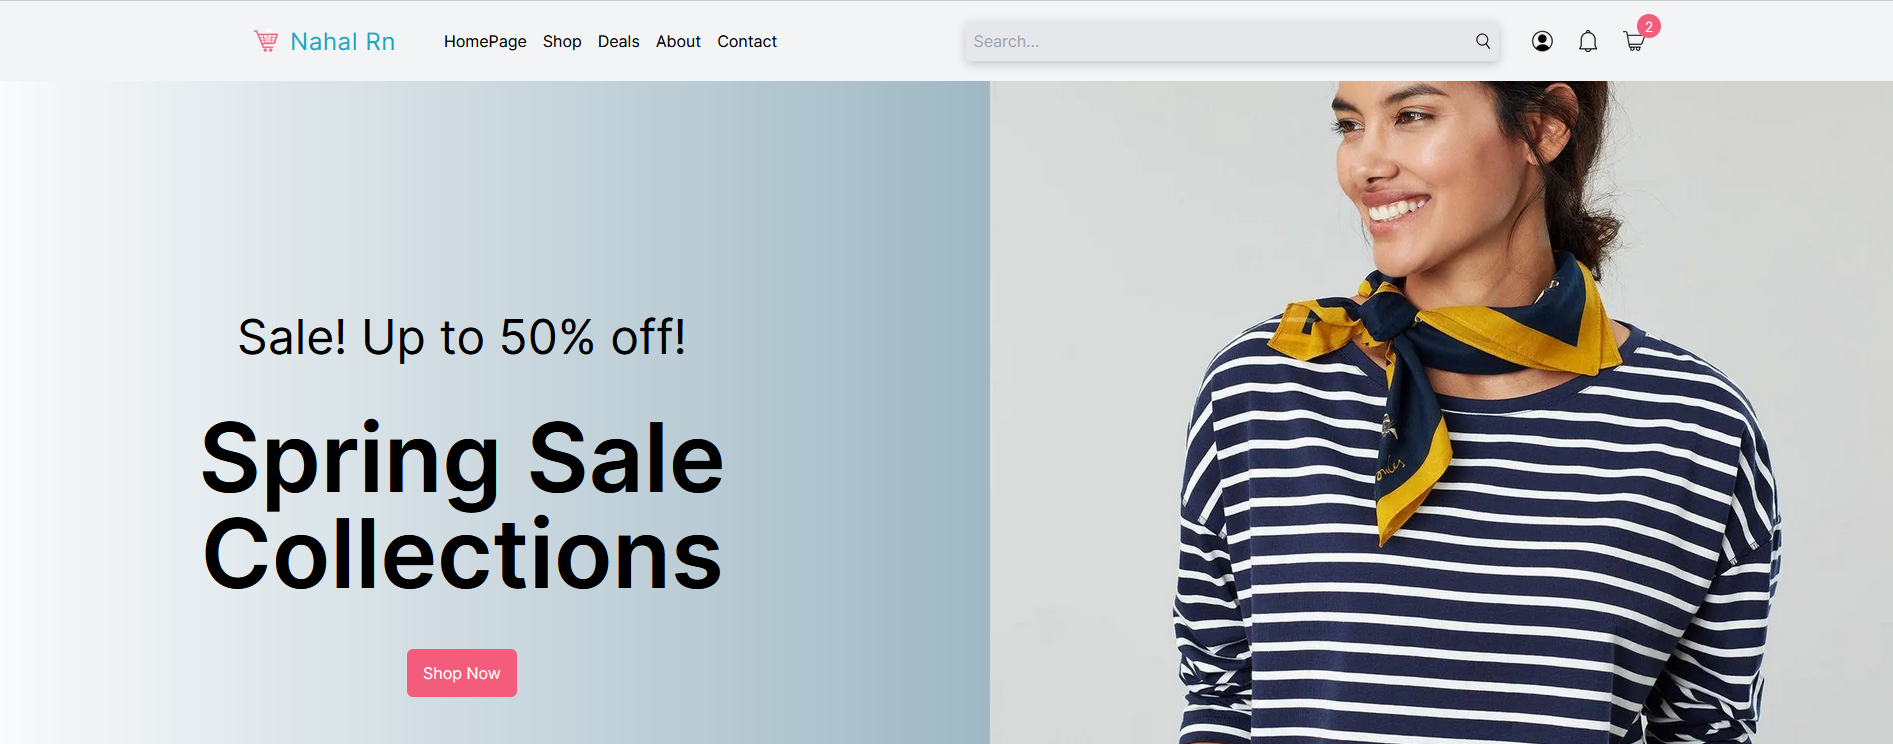 Nahal Rn
HomePage Shop Deals About Contact
Search...
2
Sale! Up to 50% off!
Spring Sale
Collections
Shop Now